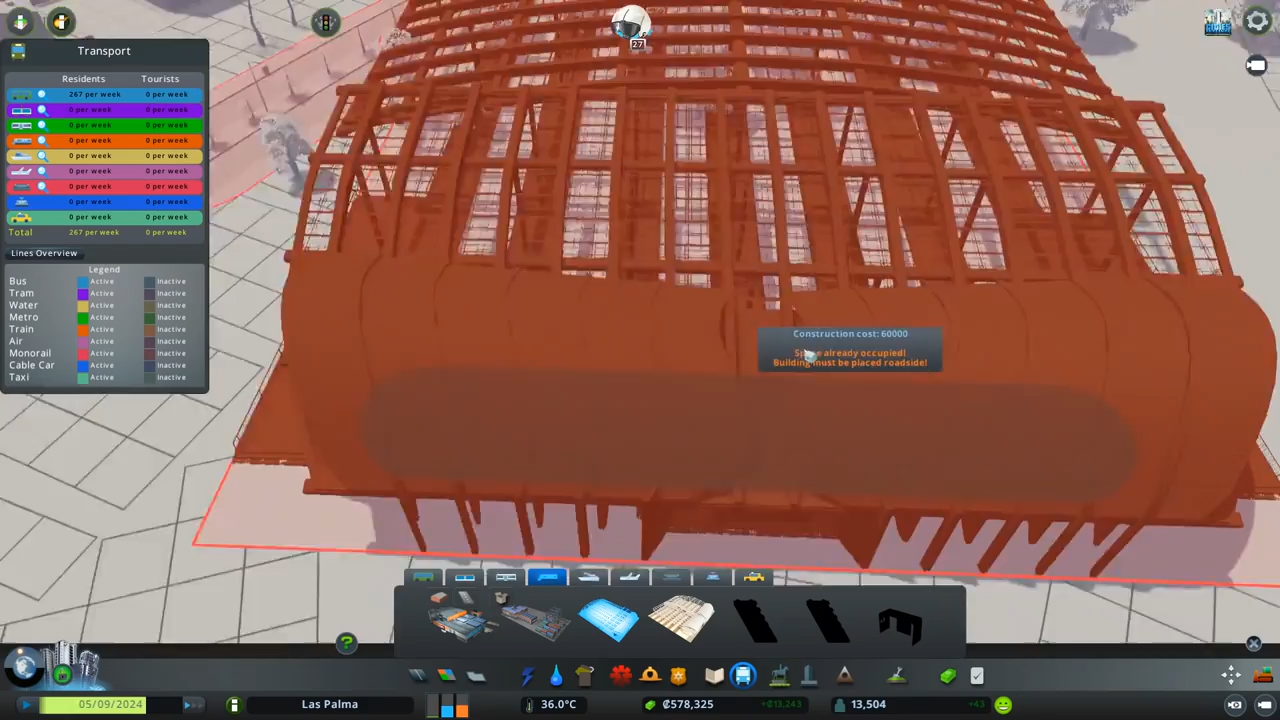 27
Transport
Residents Tourists
267 per week 0 per week
0 per week 0 per week
0 per week 0 per week
0 per week 0 per week
0 per week 0 per week
0 per week 0 per week
0 per week 0 per week
0 per week 0 per week
0 per week 0 per week
Total 267 per week 0 per week
Lines Overview
Legend
Bus Active Inactive
Tram Active Inactive
Water Active Inactive
Metro Active Inactive
Train Active Inactive
Air Active Inactive
Monorail Active Inactive
Cable Car Active Inactive
Taxi Active Inactive
Construction cost: 60000
Space already occupied!
Building must be placed roadside!
?
05/09/2024
Las Palma
36.0°C
₡578,325
+₡13,243
13,504
+43